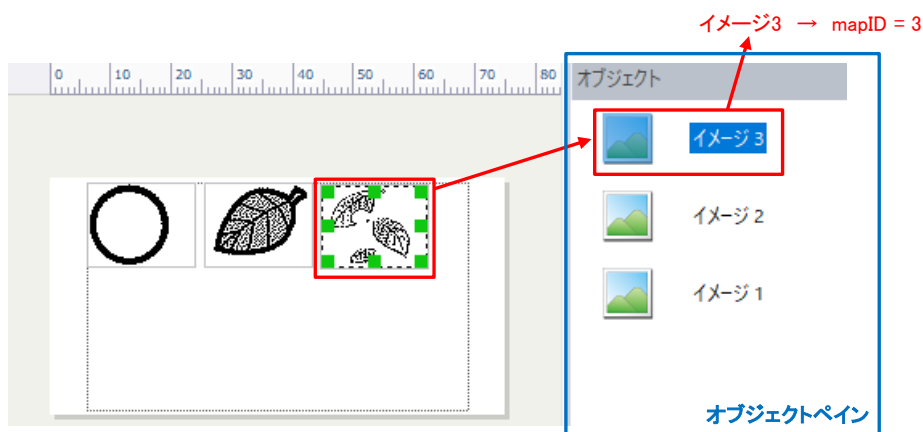 イメージ3 → mapID = 3
0 10 20 30 40 50 60 70 80
オブジェクト
イメージ 3
イメージ 2
イメージ 1
オブジェクトペイン